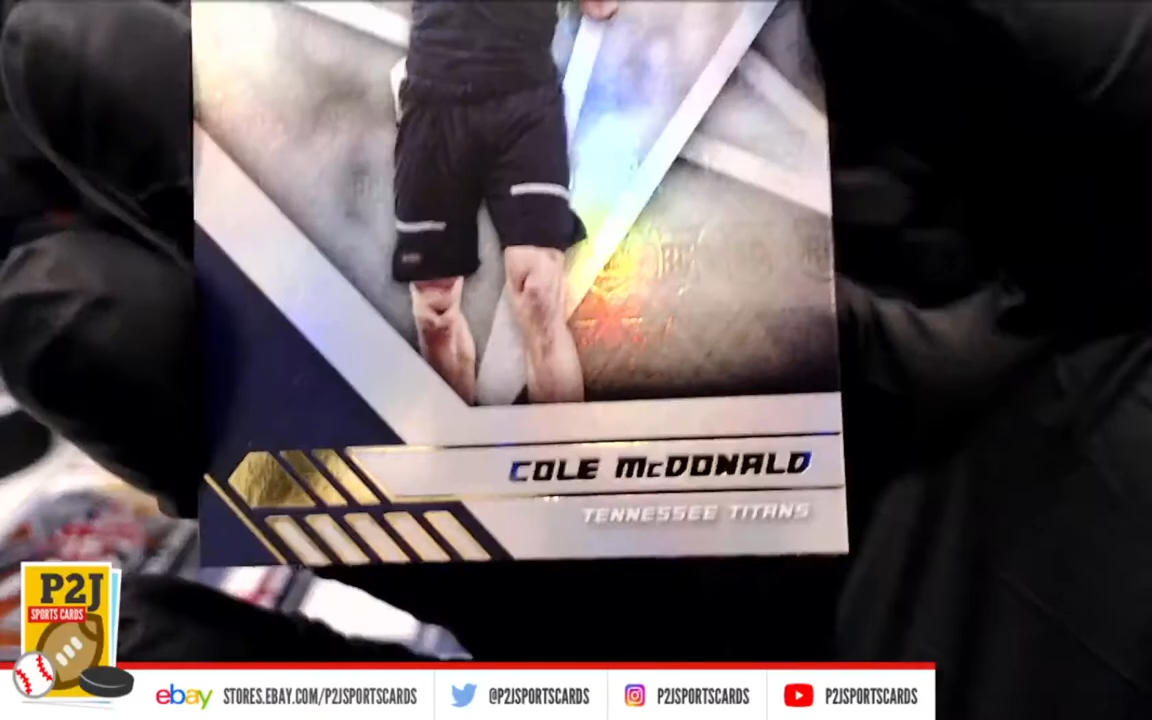 COLE McDONALD
TENNESSEE TITANS
P2J
SPORTS CARDS
ebay STORES.EBAY.COM/P2JSPORTSCARDS @P2JSPORTSCARDS P2JSPORTSCARDS P2JSPORTSCARDS